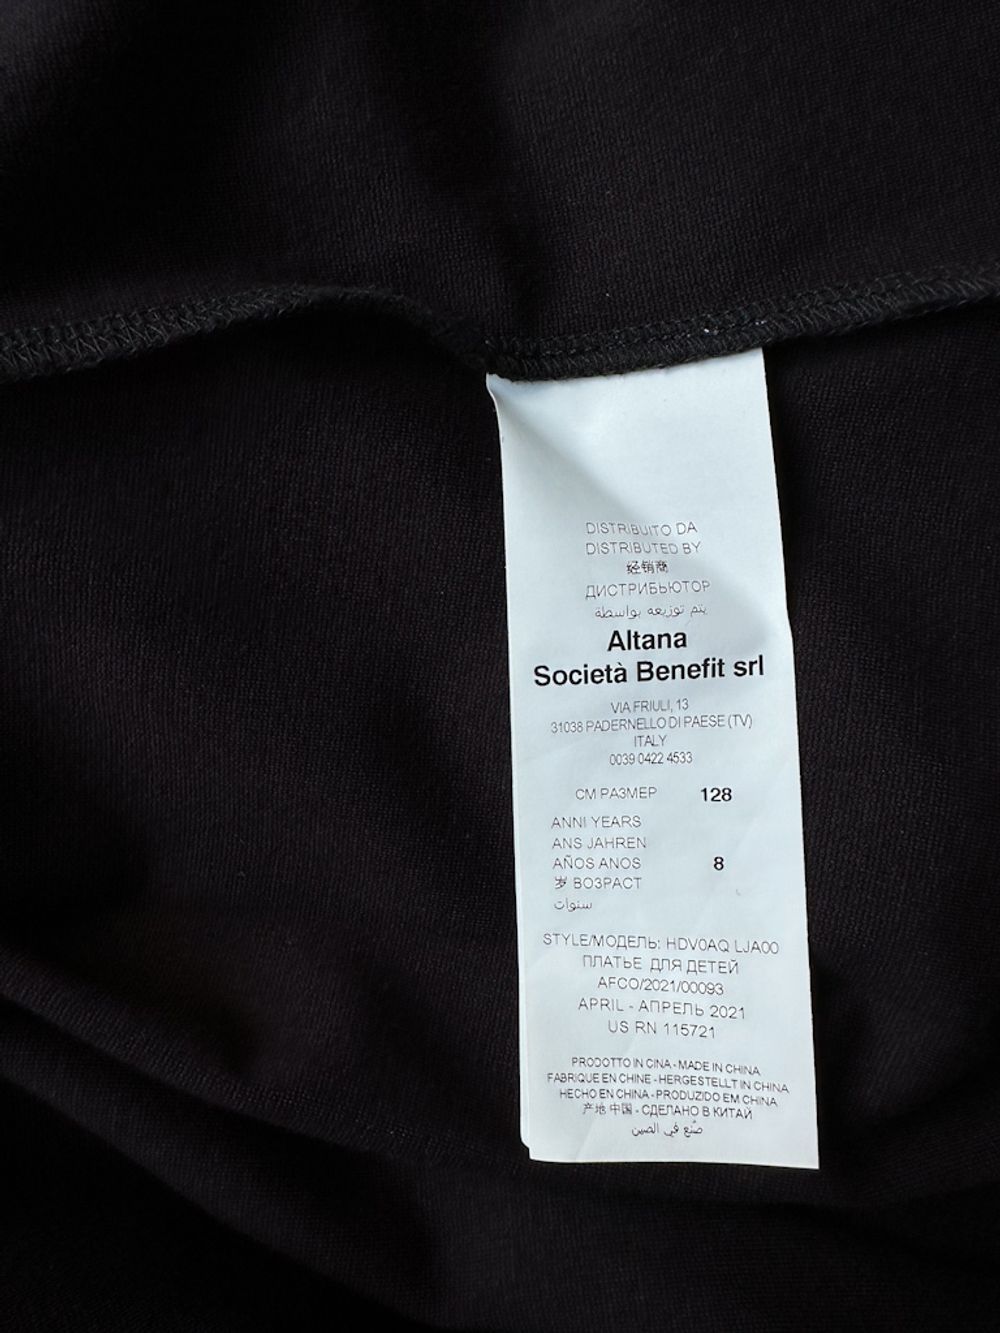 DISTRIBUITO DA
DISTRIBUTED BY
经销商
ДИСТРИБЬЮТОР
يتم توزيعه بواسطة
Altana
Società Benefit srl
VIA FRIULI, 13
31038 PADERNELLO DI PAESE (TV)
ITALY
0039 0422 4533
CM РАЗМЕР 128
ANNI YEARS
ANS JAHREN
AÑOS ANOS 8
岁 ВОЗРАСТ
سنوات
STYLE/МОДЕЛЬ: HDV0AQ LJA00
ПЛАТЬЕ ДЛЯ ДЕТЕЙ
AFCO/2021/00093
APRIL - АПРЕЛЬ 2021
US RN 115721
PRODOTTO IN CINA - MADE IN CHINA
FABRIQUE EN CHINE - HERGESTELLT IN CHINA
HECHO EN CHINA - PRODUZIDO EM CHINA
产地 中国 - СДЕЛАНО В КИТАЙ
صُنع في الصين